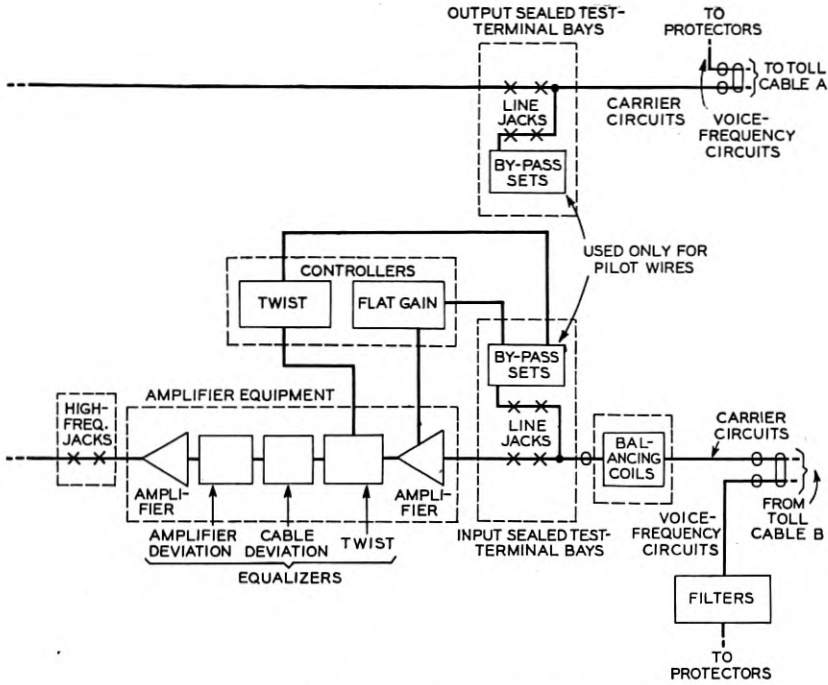 OUTPUT SEALED TEST-
TERMINAL BAYS
TO
PROTECTORS
TO TOLL
CABLE A
LINE
JACKS
CARRIER
CIRCUITS
VOICE-
FREQUENCY
CIRCUITS
BY-PASS
SETS
USED ONLY FOR
PILOT WIRES
CONTROLLERS
TWIST
FLAT GAIN
BY-PASS
SETS
HIGH-
FREQ.
JACKS
AMPLIFIER EQUIPMENT
LINE
JACKS
BAL-
ANCING
COILS
CARRIER
CIRCUITS
AMPLI-
FIER
AMPLI-
FIER
FROM
TOLL
CABLE B
AMPLIFIER
DEVIATION
CABLE
DEVIATION
TWIST
EQUALIZERS
INPUT SEALED TEST-
TERMINAL BAYS
VOICE-
FREQUENCY
CIRCUITS
FILTERS
TO
PROTECTORS